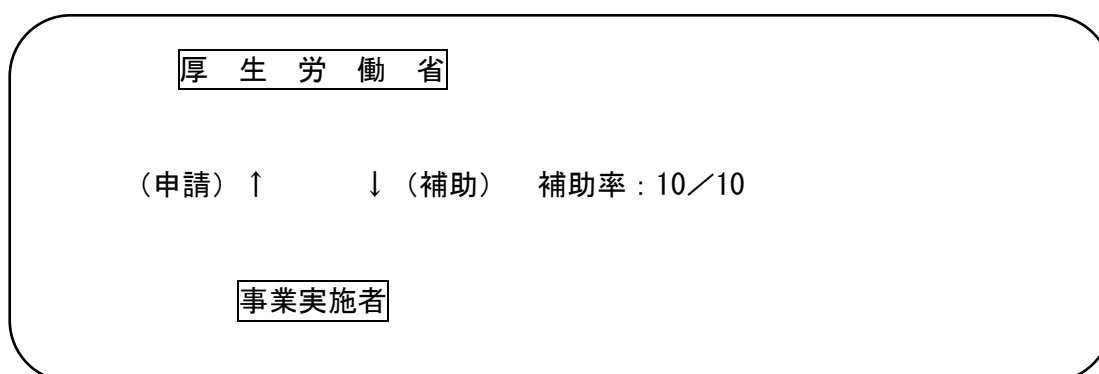 厚 生 労 働 省
（申請）↑ ↓（補助） 補助率：10／10
事業実施者